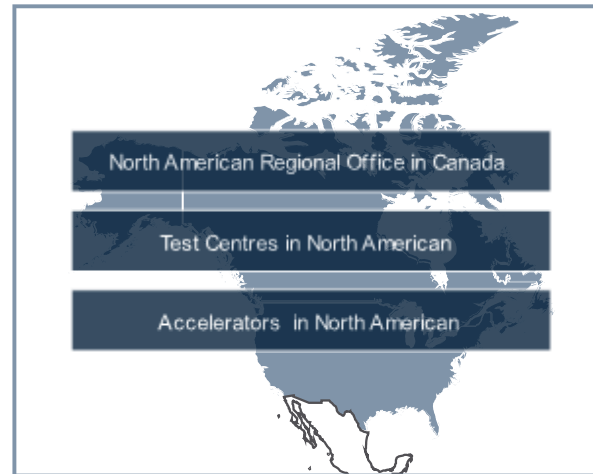 North American Regional Office in Canada
Test Centres in North American
Accelerators in North American